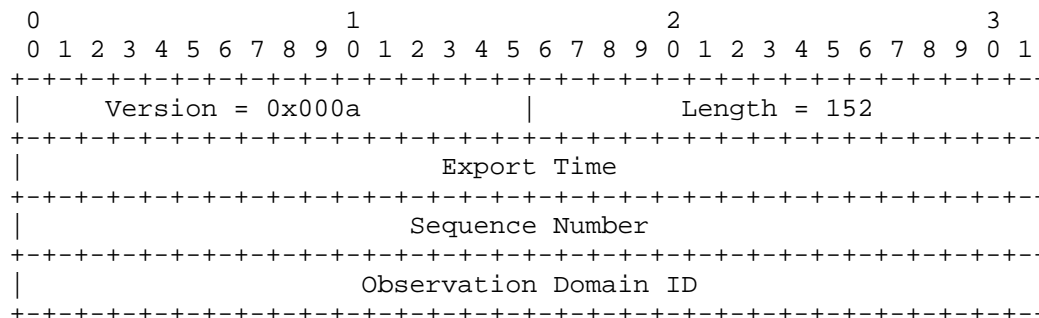 0                   1                   2                   3
 0 1 2 3 4 5 6 7 8 9 0 1 2 3 4 5 6 7 8 9 0 1 2 3 4 5 6 7 8 9 0 1
+-+-+-+-+-+-+-+-+-+-+-+-+-+-+-+-+-+-+-+-+-+-+-+-+-+-+-+-+-+-+-+-+--
|     Version = 0x000a          |         Length = 152
+-+-+-+-+-+-+-+-+-+-+-+-+-+-+-+-+-+-+-+-+-+-+-+-+-+-+-+-+-+-+-+-+--
|                          Export Time
+-+-+-+-+-+-+-+-+-+-+-+-+-+-+-+-+-+-+-+-+-+-+-+-+-+-+-+-+-+-+-+-+--
|                        Sequence Number
+-+-+-+-+-+-+-+-+-+-+-+-+-+-+-+-+-+-+-+-+-+-+-+-+-+-+-+-+-+-+-+-+--
|                     Observation Domain ID
+-+-+-+-+-+-+-+-+-+-+-+-+-+-+-+-+-+-+-+-+-+-+-+-+-+-+-+-+-+-+-+-+--